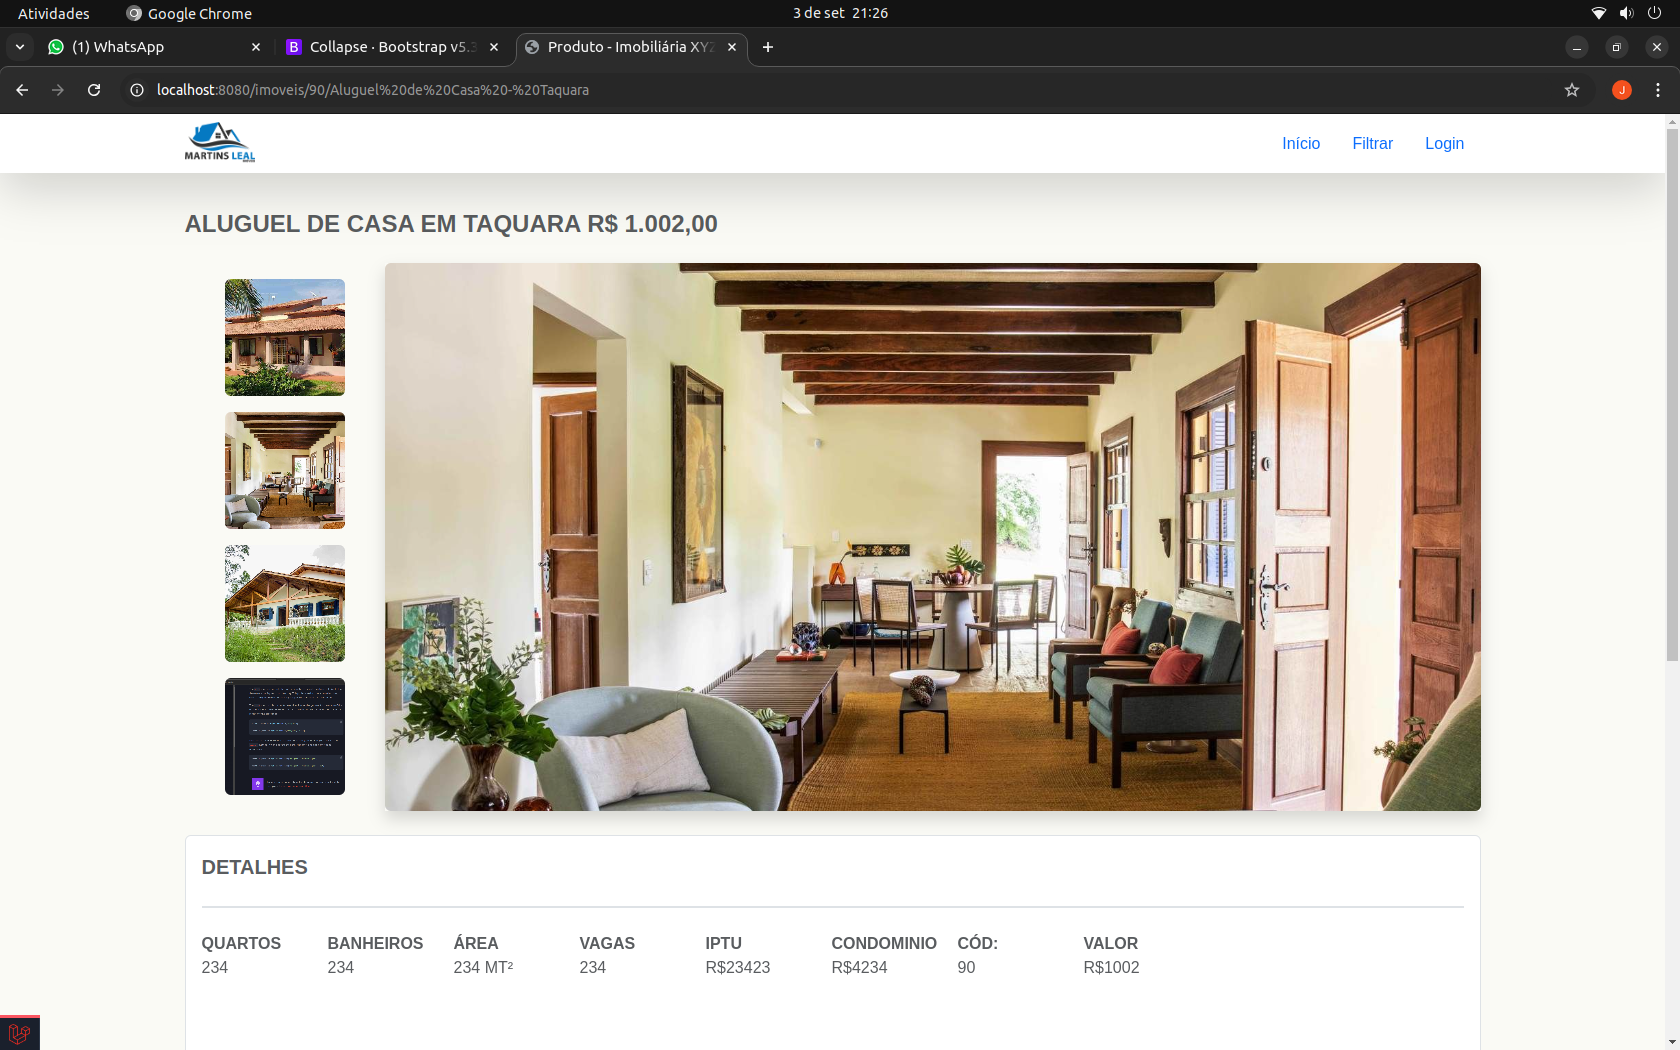 Atividades
Google Chrome
3 de set 21:26
(1) WhatsApp
Collapse · Bootstrap v5.3
Produto - Imobiliária XYZ
localhost:8080/imoveis/90/Aluguel%20de%20Casa%20-%20Taquara
J
MARTINS LEAL
Início
Filtrar
Login
ALUGUEL DE CASA EM TAQUARA R$ 1.002,00
DETALHES
QUARTOS BANHEIROS ÁREA VAGAS IPTU CONDOMINIO CÓD: VALOR
234 234 234 MT² 234 R$23423 R$4234 90 R$1002